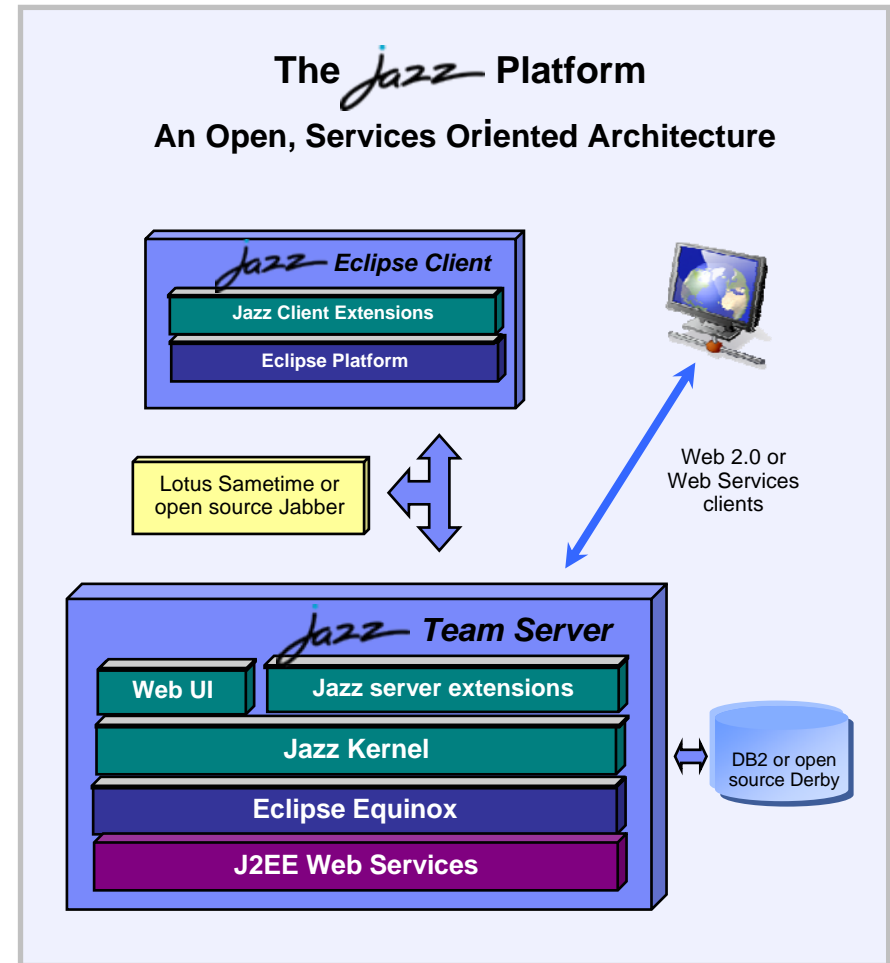 The jazz Platform
An Open, Services Oriented Architecture
jazz Eclipse Client
Jazz Client Extensions
Eclipse Platform
Lotus Sametime or
open source Jabber
Web 2.0 or
Web Services
clients
jazz Team Server
Web UI
Jazz server extensions
Jazz Kernel
Eclipse Equinox
J2EE Web Services
DB2 or open
source Derby